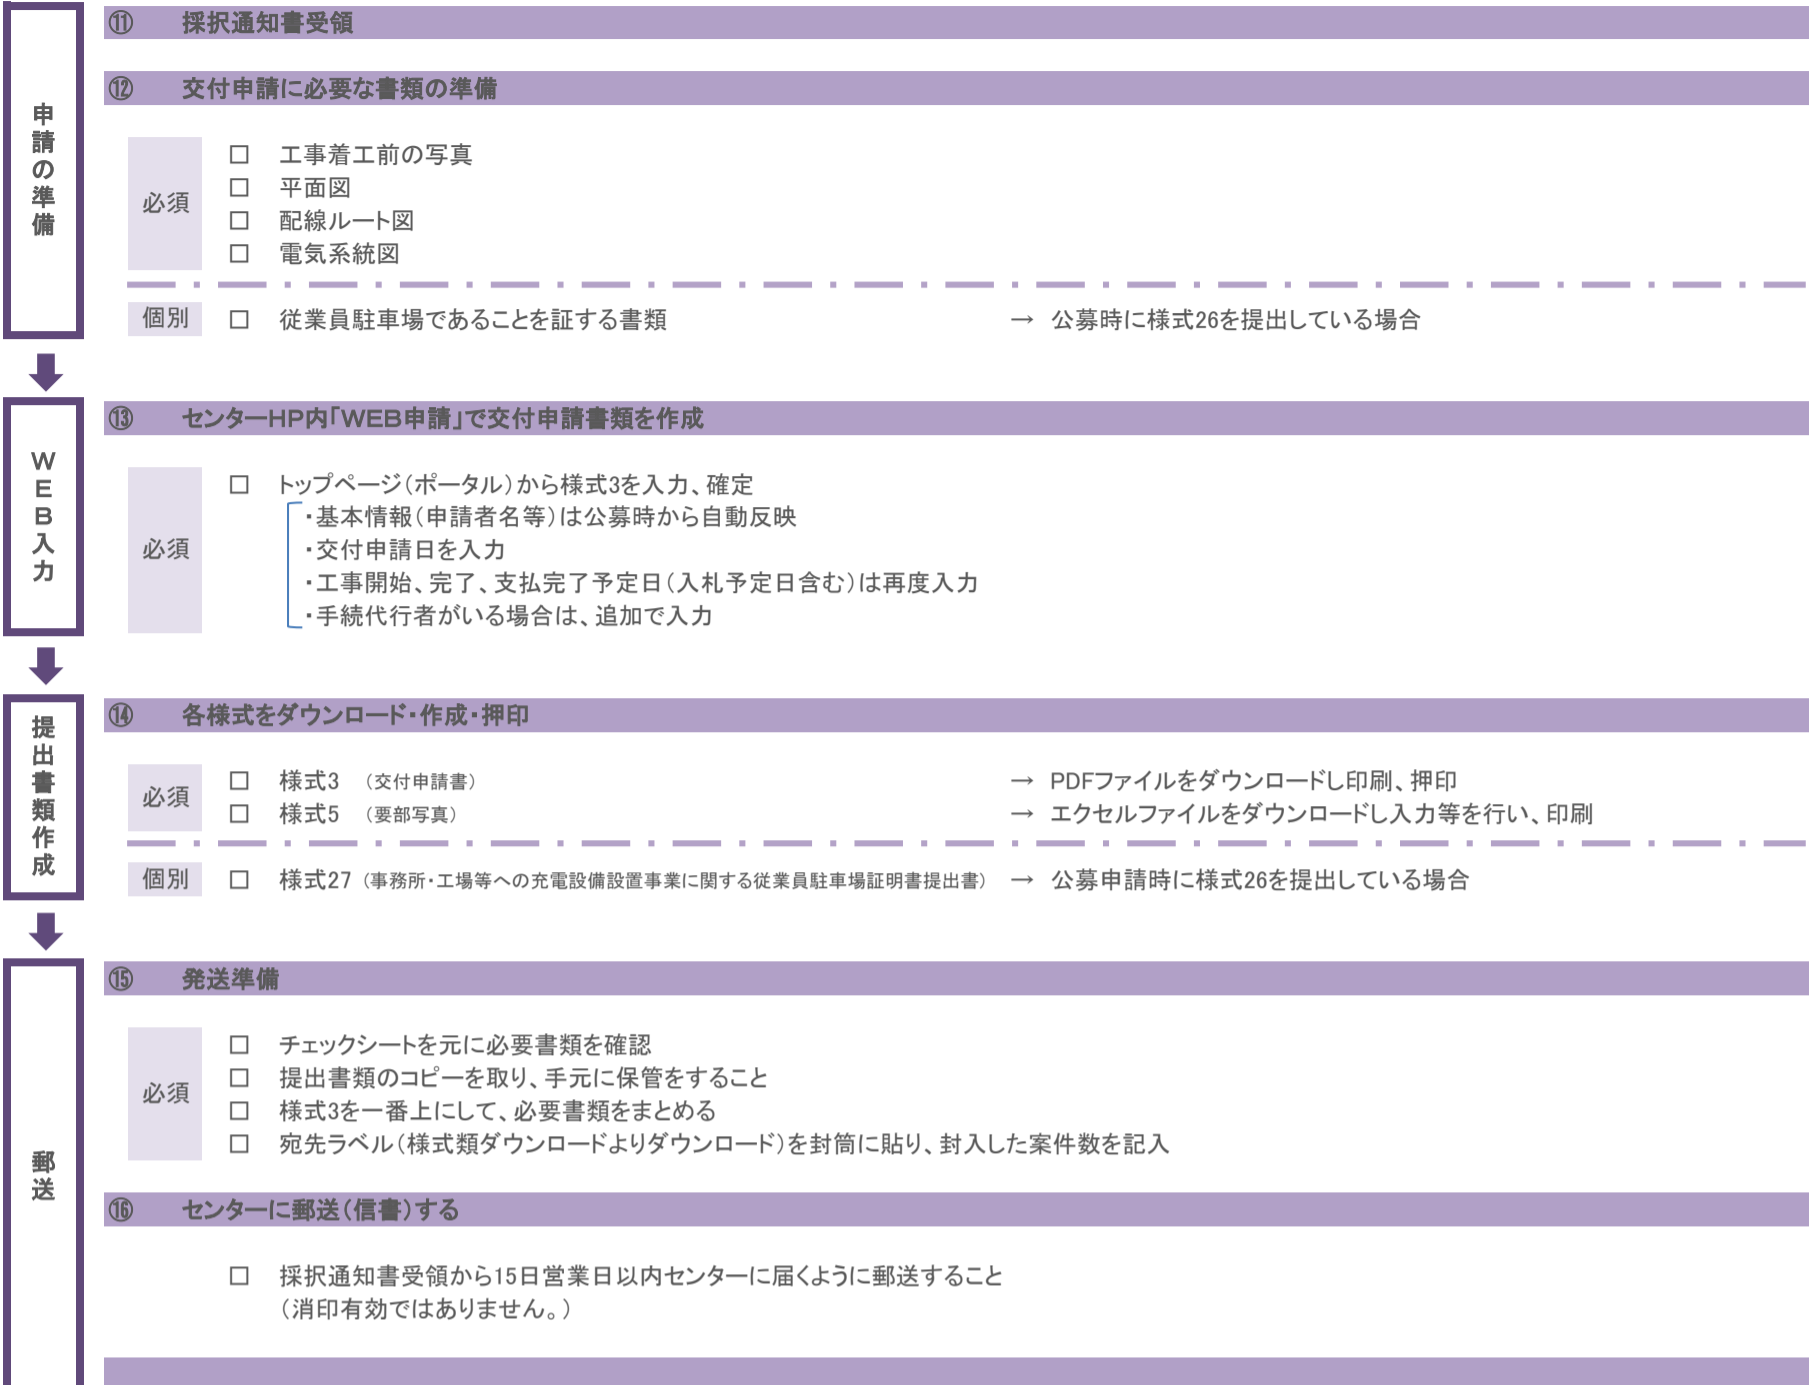 申請の準備
⑪ 採択通知書受領
⑫ 交付申請に必要な書類の準備
必須
□ 工事着工前の写真
□ 平面図
□ 配線ルート図
□ 電気系統図
個別 □ 従業員駐車場であることを証する書類 → 公募時に様式26を提出している場合
WEB入力
⑬ センターHP内「WEB申請」で交付申請書類を作成
必須
□ トップページ(ポータル)から様式3を入力、確定
・基本情報(申請者名等)は公募時から自動反映
・交付申請日を入力
・工事開始、完了、支払完了予定日(入札予定日含む)は再度入力
・手続代行者がいる場合は、追加で入力
提出書類作成
⑭ 各様式をダウンロード・作成・押印
必須
□ 様式3 (交付申請書) → PDFファイルをダウンロードし印刷、押印
□ 様式5 (要部写真) → エクセルファイルをダウンロードし入力等を行い、印刷
個別 □ 様式27 (事務所・工場等への充電設備設置事業に関する従業員駐車場証明書提出書) → 公募申請時に様式26を提出している場合
郵送
⑮ 発送準備
必須
□ チェックシートを元に必要書類を確認
□ 提出書類のコピーを取り、手元に保管をすること
□ 様式3を一番上にして、必要書類をまとめる
□ 宛先ラベル(様式類ダウンロードよりダウンロード)を封筒に貼り、封入した案件数を記入
⑯ センターに郵送(信書)する
□ 採択通知書受領から15日営業日以内センターに届くように郵送すること
(消印有効ではありません。)